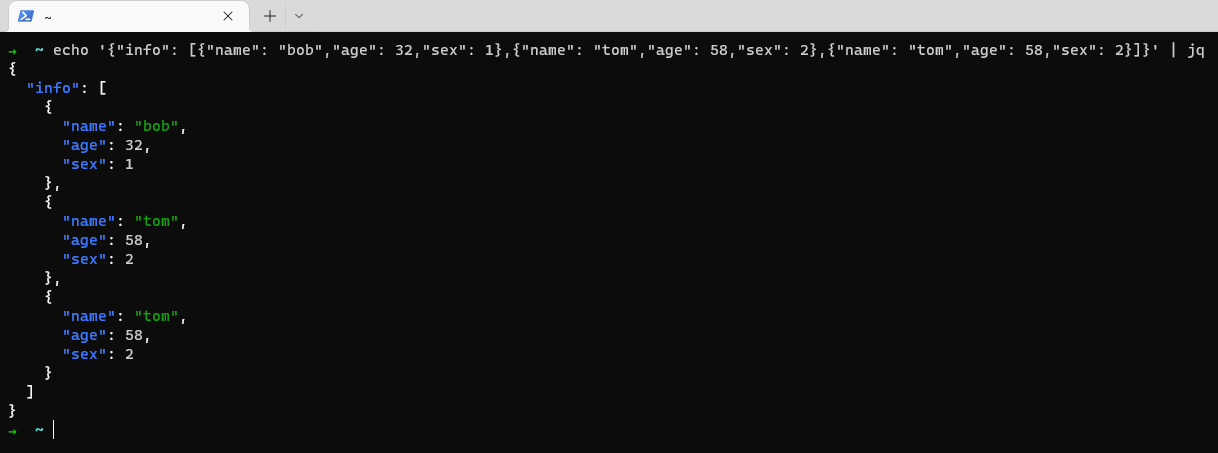 ~
→ ~ echo '{"info": [{"name": "bob","age": 32,"sex": 1},{"name": "tom","age": 58,"sex": 2},{"name": "tom","age": 58,"sex": 2}]}' | jq
{
  "info": [
    {
      "name": "bob",
      "age": 32,
      "sex": 1
    },
    {
      "name": "tom",
      "age": 58,
      "sex": 2
    },
    {
      "name": "tom",
      "age": 58,
      "sex": 2
    }
  ]
}
→ ~